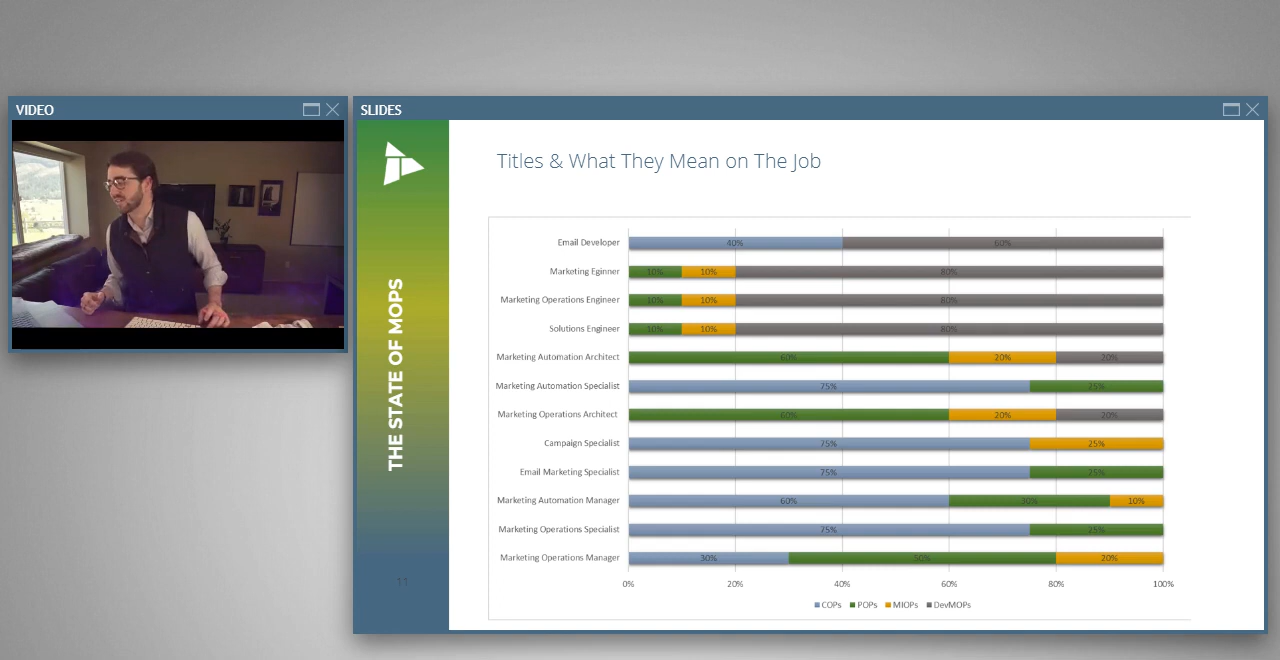 VIDEO
SLIDES
Titles & What They Mean on The Job
THE STATE OF MOPS
11
Email Developer 40% 60%
Marketing Eginner 10% 10% 80%
Marketing Operations Engineer 10% 10% 80%
Solutions Engineer 10% 10% 80%
Marketing Automation Architect 60% 20% 20%
Marketing Automation Specialist 75% 25%
Marketing Operations Architect 60% 20% 20%
Campaign Specialist 75% 25%
Email Marketing Specialist 75% 25%
Marketing Automation Manager 60% 30% 10%
Marketing Operations Specialist 75% 25%
Marketing Operations Manager 30% 50% 20%
0% 20% 40% 60% 80% 100%
COPs POPs MIOPs DevMOPs